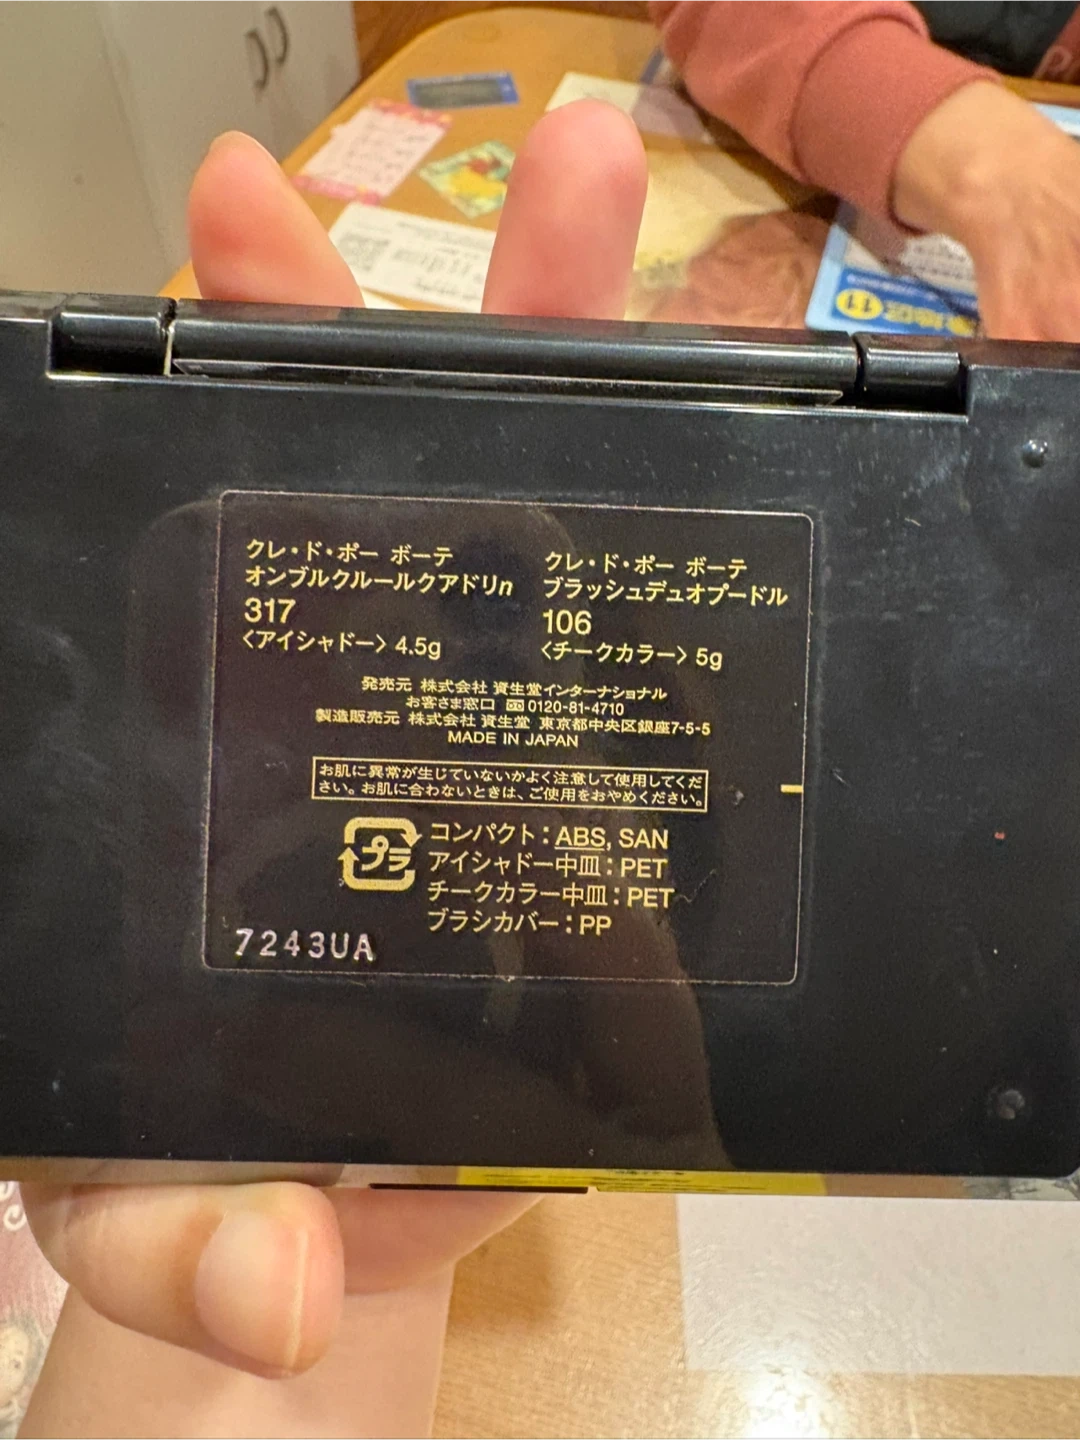 クレ・ド・ポー ボーテ
オンブルクルールクアドリn
317
〈アイシャドー〉4.5g
クレ・ド・ポー ボーテ
ブラッシュデュオプードル
106
〈チークカラー〉5g
発売元 株式会社 資生堂インターナショナル
お客さま窓口 0120-81-4710
製造販売元 株式会社 資生堂 東京都中央区銀座7-5-5
MADE IN JAPAN
お肌に異常が生じていないかよく注意して使用してくだ
さい。お肌に合わないときは、ご使用をおやめください。
プラ
コンパクト：ABS, SAN
アイシャドー中皿：PET
チークカラー中皿：PET
ブラシカバー：PP
7243UA